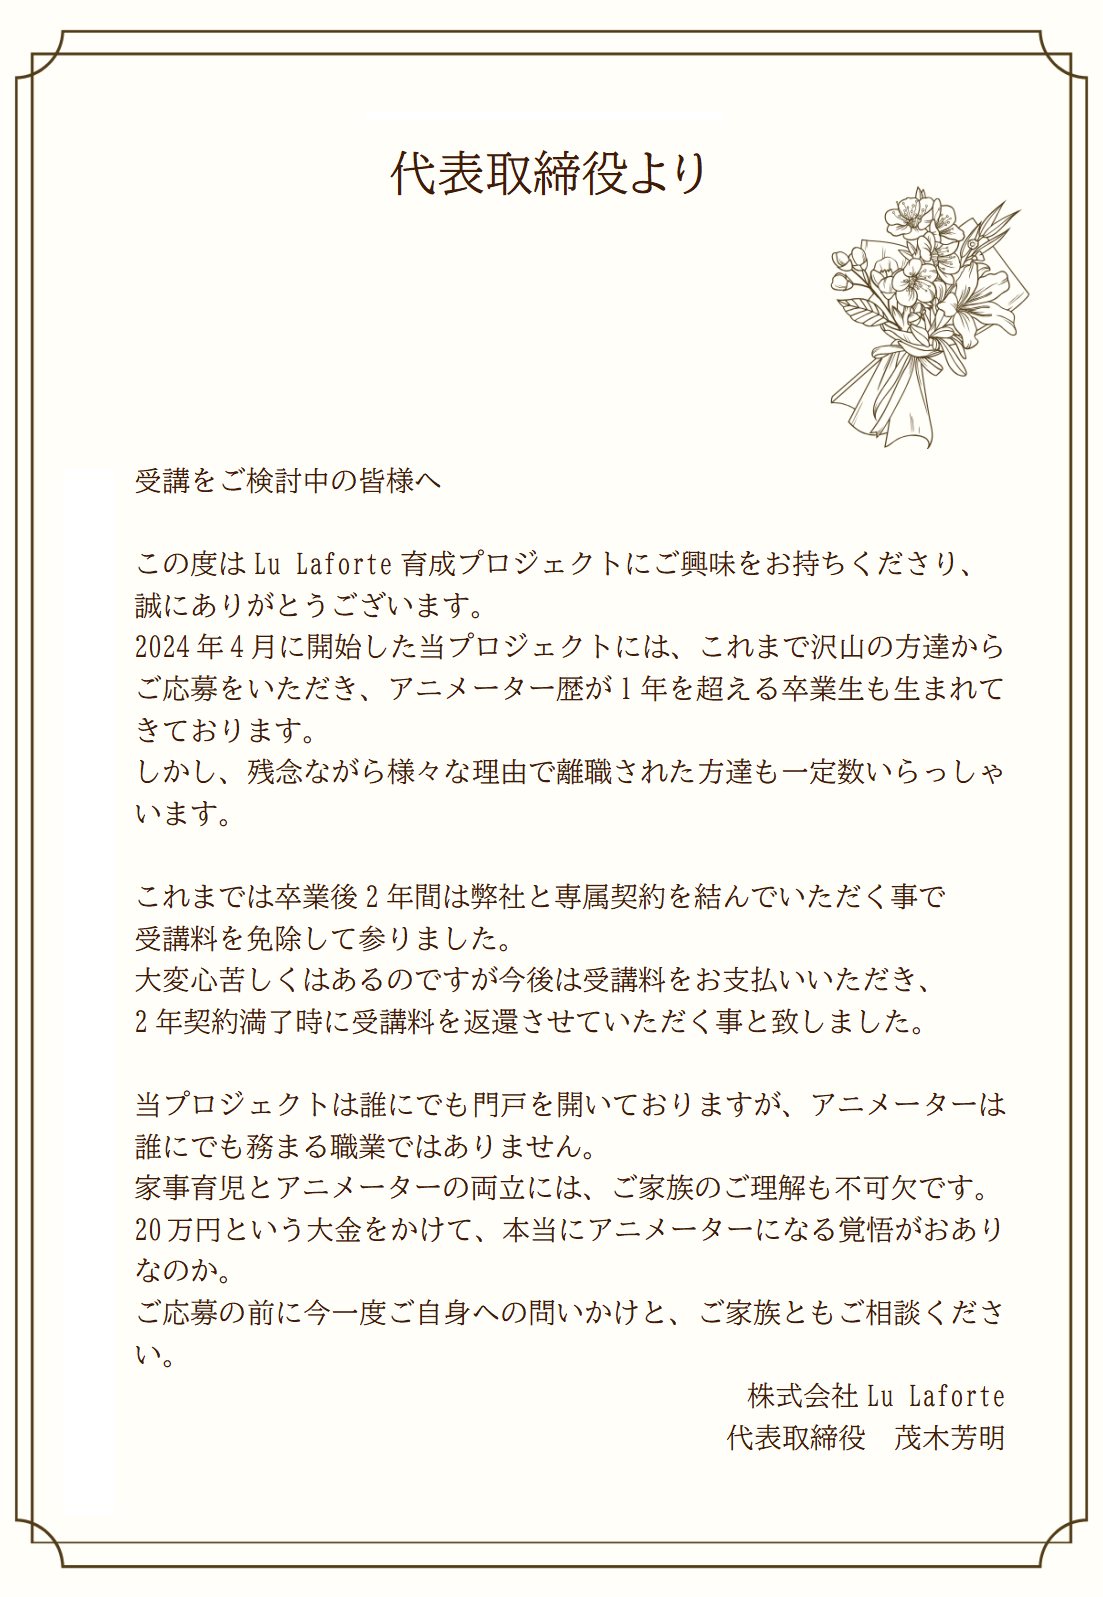 代表取締役より
受講をご検討中の皆様へ
この度は Lu Laforte 育成プロジェクトにご興味をお持ちくださり、
誠にありがとうございます。
2024 年 4 月に開始した当プロジェクトには、これまで沢山の方達から
ご応募をいただき、アニメーター歴が 1 年を超える卒業生も生まれて
きております。
しかし、残念ながら様々な理由で離職された方達も一定数いらっしゃ
います。
これまでは卒業後 2 年間は弊社と専属契約を結んでいただく事で
受講料を免除して参りました。
大変心苦しくはあるのですが今後は受講料をお支払いいただき、
2 年契約満了時に受講料を返還させていただく事と致しました。
当プロジェクトは誰にでも門戸を開いておりますが、アニメーターは
誰にでも務まる職業ではありません。
家事育児とアニメーターの両立には、ご家族のご理解も不可欠です。
20 万円という大金をかけて、本当にアニメーターになる覚悟がおあり
なのか。
ご応募の前に今一度ご自身への問いかけと、ご家族ともご相談くださ
い。
株式会社 Lu Laforte
代表取締役　茂木芳明